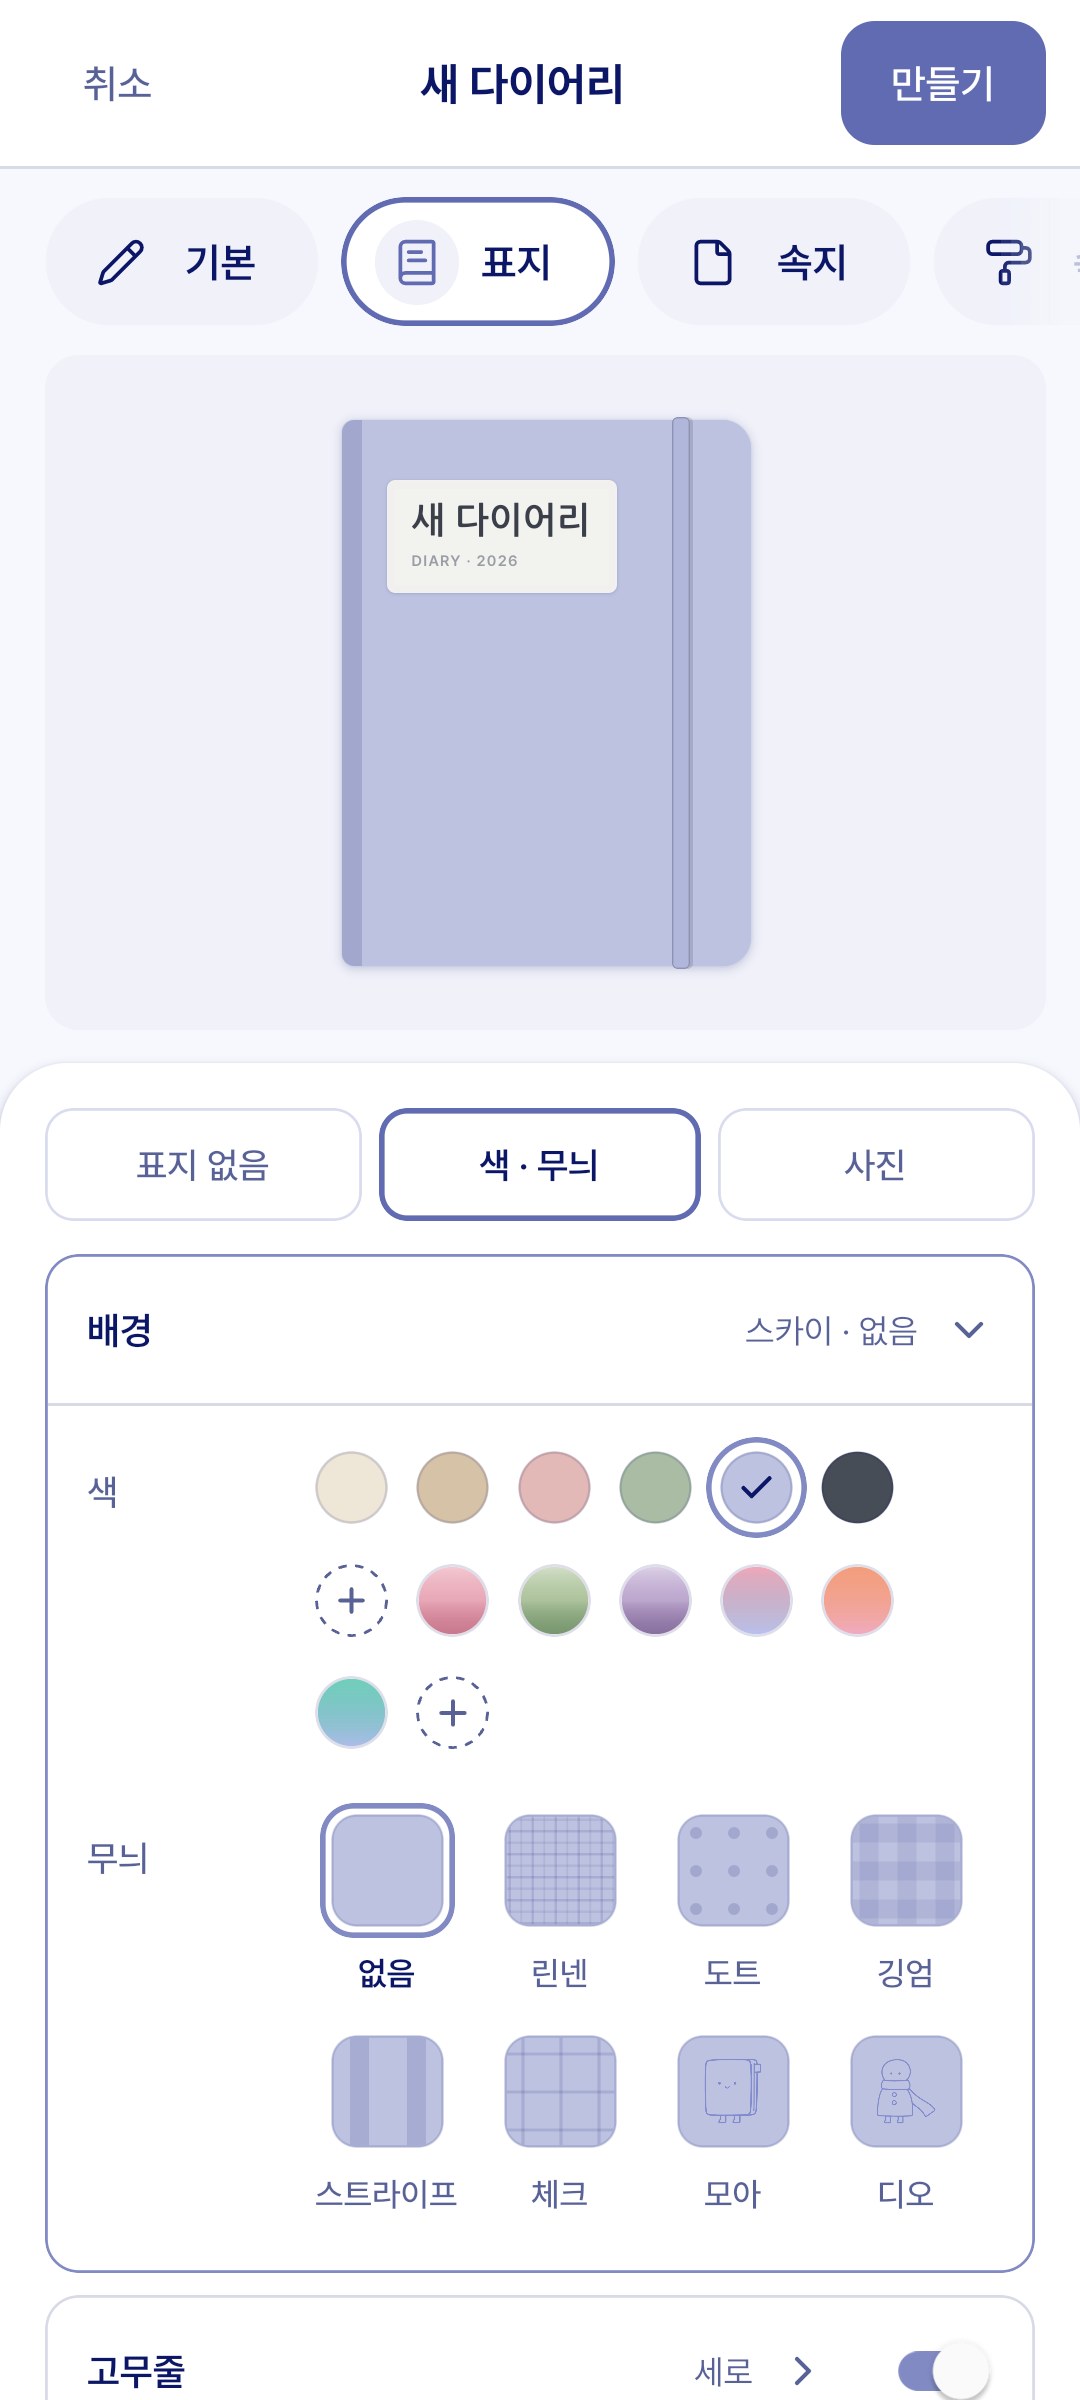 취소
새 다이어리
만들기
기본
표지
속지
새 다이어리
DIARY · 2026
표지 없음
색 · 무늬
사진
배경
스카이 · 없음
색
무늬
없음
린넨
도트
깅엄
스트라이프
체크
모아
디오
고무줄
세로